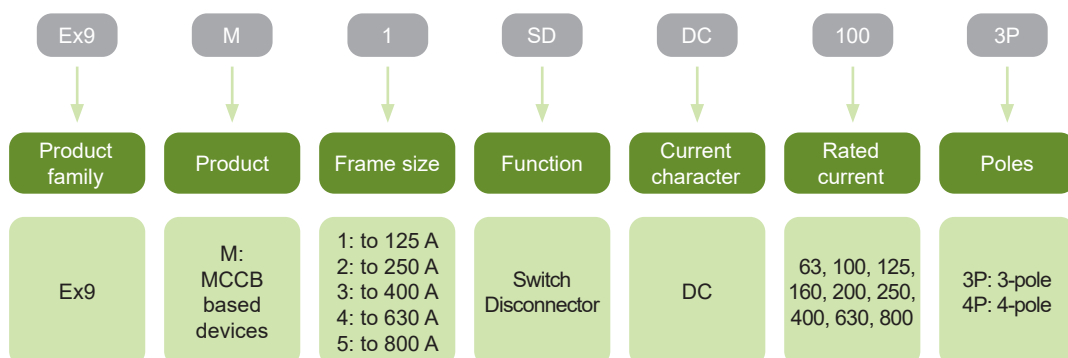 Ex9
M
1
SD
DC
100
3P
Product
family
Product
Frame size
Function
Current
character
Rated
current
Poles
Ex9
M:
MCCB
based
devices
1: to 125 A
2: to 250 A
3: to 400 A
4: to 630 A
5: to 800 A
Switch
Disconnector
DC
63, 100, 125,
160, 200, 250,
400, 630, 800
3P: 3-pole
4P: 4-pole